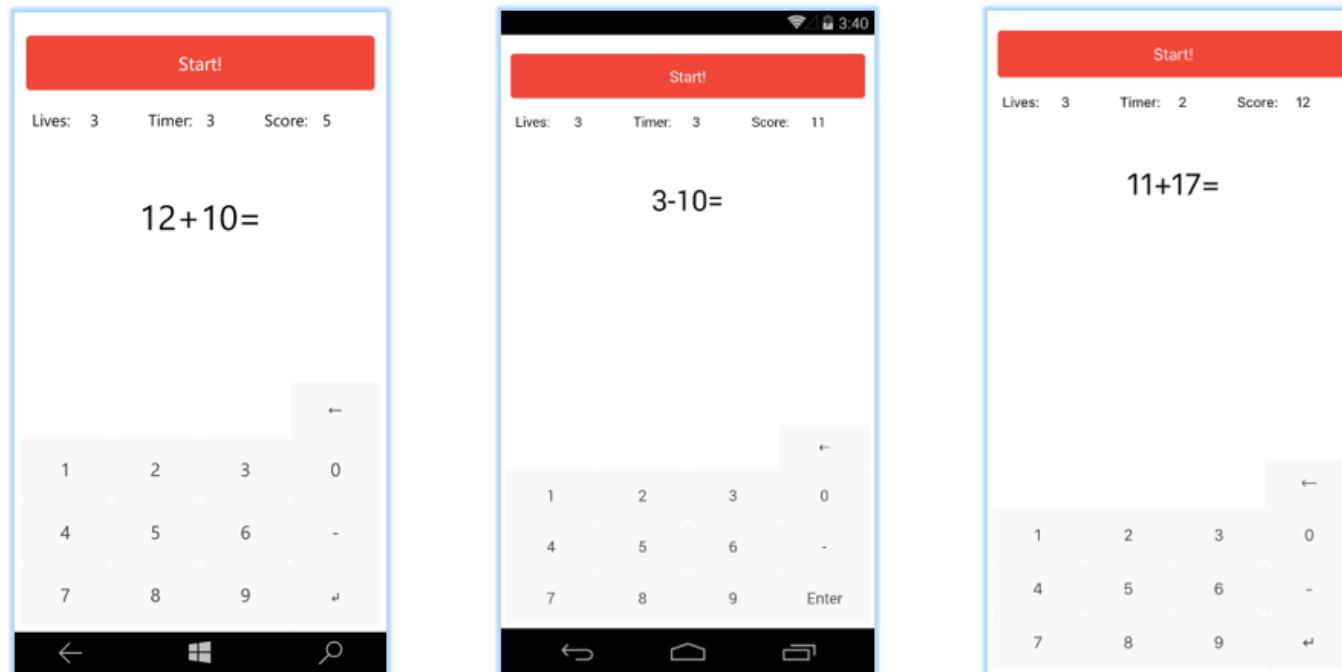 Start!
Lives: 3 Timer: 3 Score: 5
12+10=
←
1 2 3 0
4 5 6 -
7 8 9 ↵
3:40
Start!
Lives: 3 Timer: 3 Score: 11
3-10=
←
1 2 3 0
4 5 6 -
7 8 9 Enter
Start!
Lives: 3 Timer: 2 Score: 12
11+17=
←
1 2 3 0
4 5 6 -
7 8 9 ↵